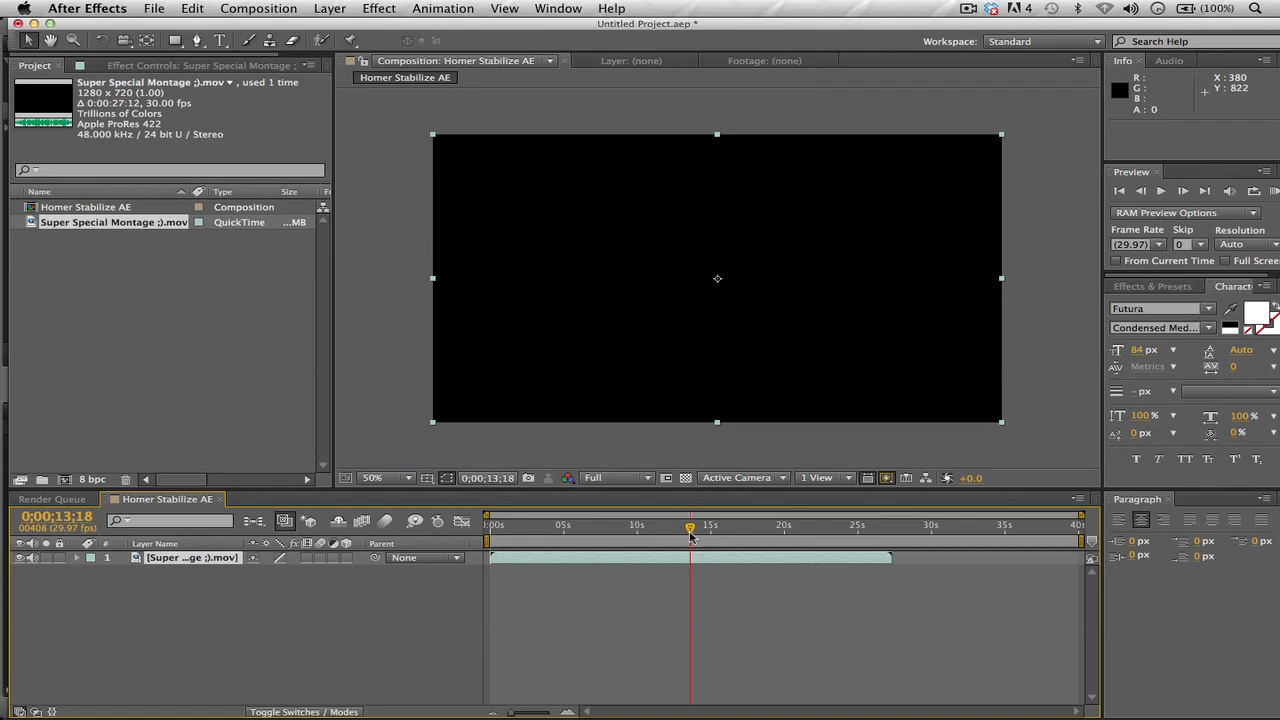 After Effects File Edit Composition Layer Effect Animation View Window Help 4 (100%)
Untitled Project.aep *
Workspace: Standard Search Help
Project Effect Controls: Super Special Montage ;
Super Special Montage ;).mov ▾ , used 1 time
1280 x 720 (1.00)
Δ 0:00:27:12, 30.00 fps
Trillions of Colors
Apple ProRes 422
48.000 kHz / 24 bit U / Stereo
Name Type Size
Homer Stabilize AE Composition
Super Special Montage ;).mov QuickTime ...MB
8 bpc
Composition: Homer Stabilize AE Layer: (none) Footage: (none)
Homer Stabilize AE
50% 0;00;13;18 Full Active Camera 1 View +0.0
Info Audio
R : X : 380
G : Y : 822
B :
A : 0
Preview
RAM Preview Options
Frame Rate Skip Resolution
(29.97) 0 Auto
From Current Time Full Scree
Effects & Presets Charact
Futura
Condensed Med...
84 px Auto
Metrics 0
- px
100 % 100 %
0 px 0 %
T T TT Tr T¹ T₁
Paragraph
0 px 0 px 0 px
0 px 0 px
Render Queue Homer Stabilize AE
0;00;13;18
00408 (29.97 fps)
):00s 05s 10s 15s 20s 25s 30s 35s 40s
# Layer Name Parent
1 [Super ...ge ;).mov] None
Toggle Switches / Modes